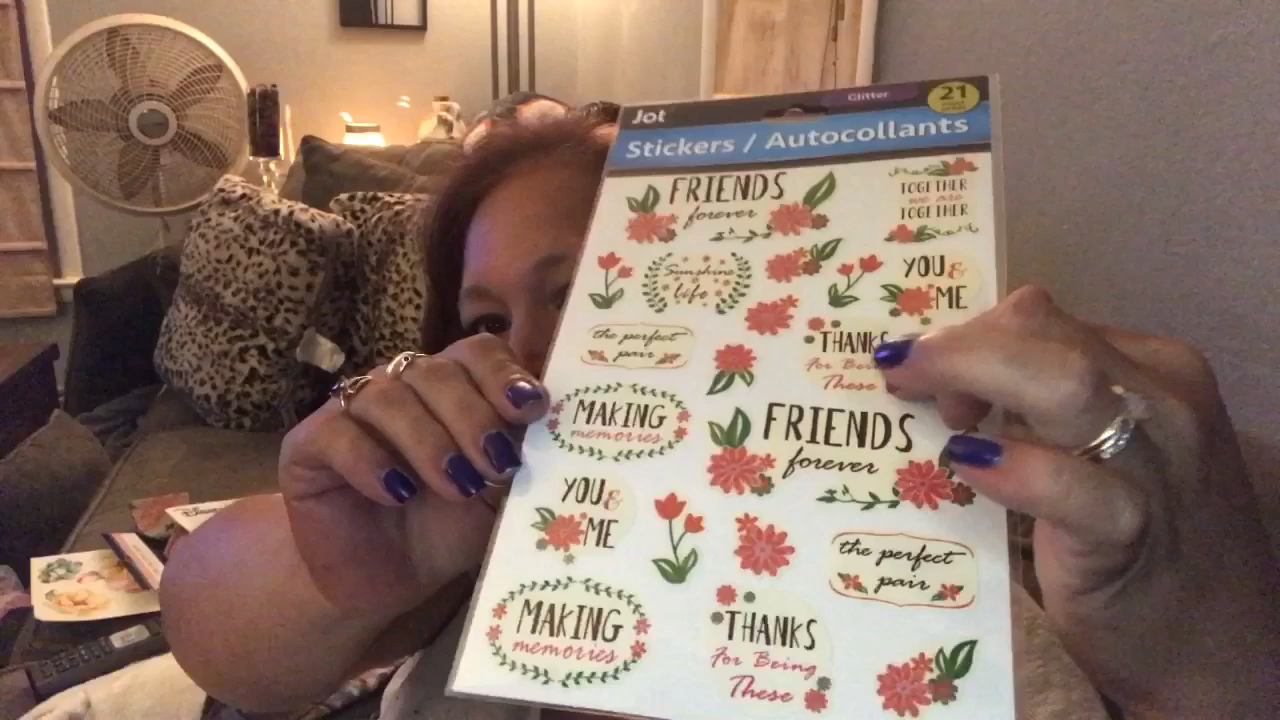 Jot
Glitter
21
Stickers / Autocollants
FRIENDS
forever
TOGETHER
we are
TOGETHER
Sunshine
life
YOU &
ME
the perfect
pair
THANKS
For Being
These
MAKING
memories
FRIENDS
forever
YOU &
ME
the perfect
pair
MAKING
memories
THANKS
For Being
These